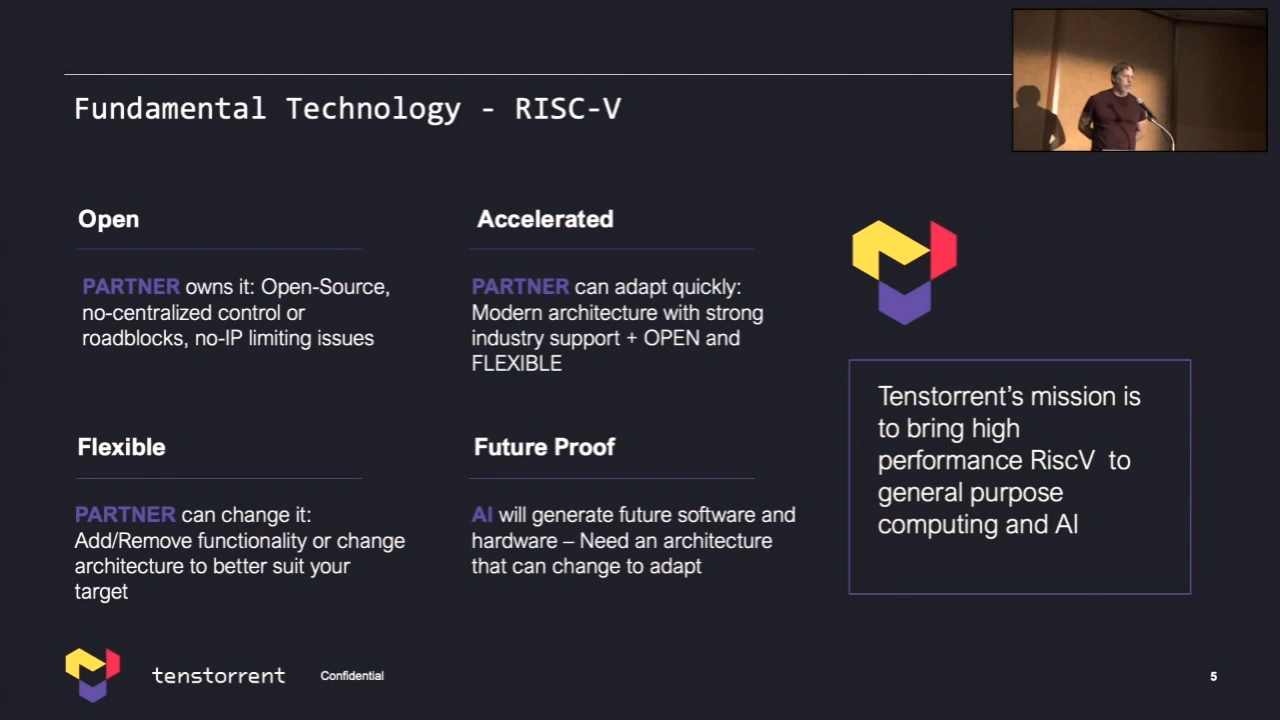 Fundamental Technology - RISC-V
Open
PARTNER owns it: Open-Source,
no-centralized control or
roadblocks, no-IP limiting issues
Accelerated
PARTNER can adapt quickly:
Modern architecture with strong
industry support + OPEN and
FLEXIBLE
Flexible
PARTNER can change it:
Add/Remove functionality or change
architecture to better suit your
target
Future Proof
AI will generate future software and
hardware – Need an architecture
that can change to adapt
Tenstorrent’s mission is
to bring high
performance RiscV  to
general purpose
computing and AI
tenstorrent
Confidential
5